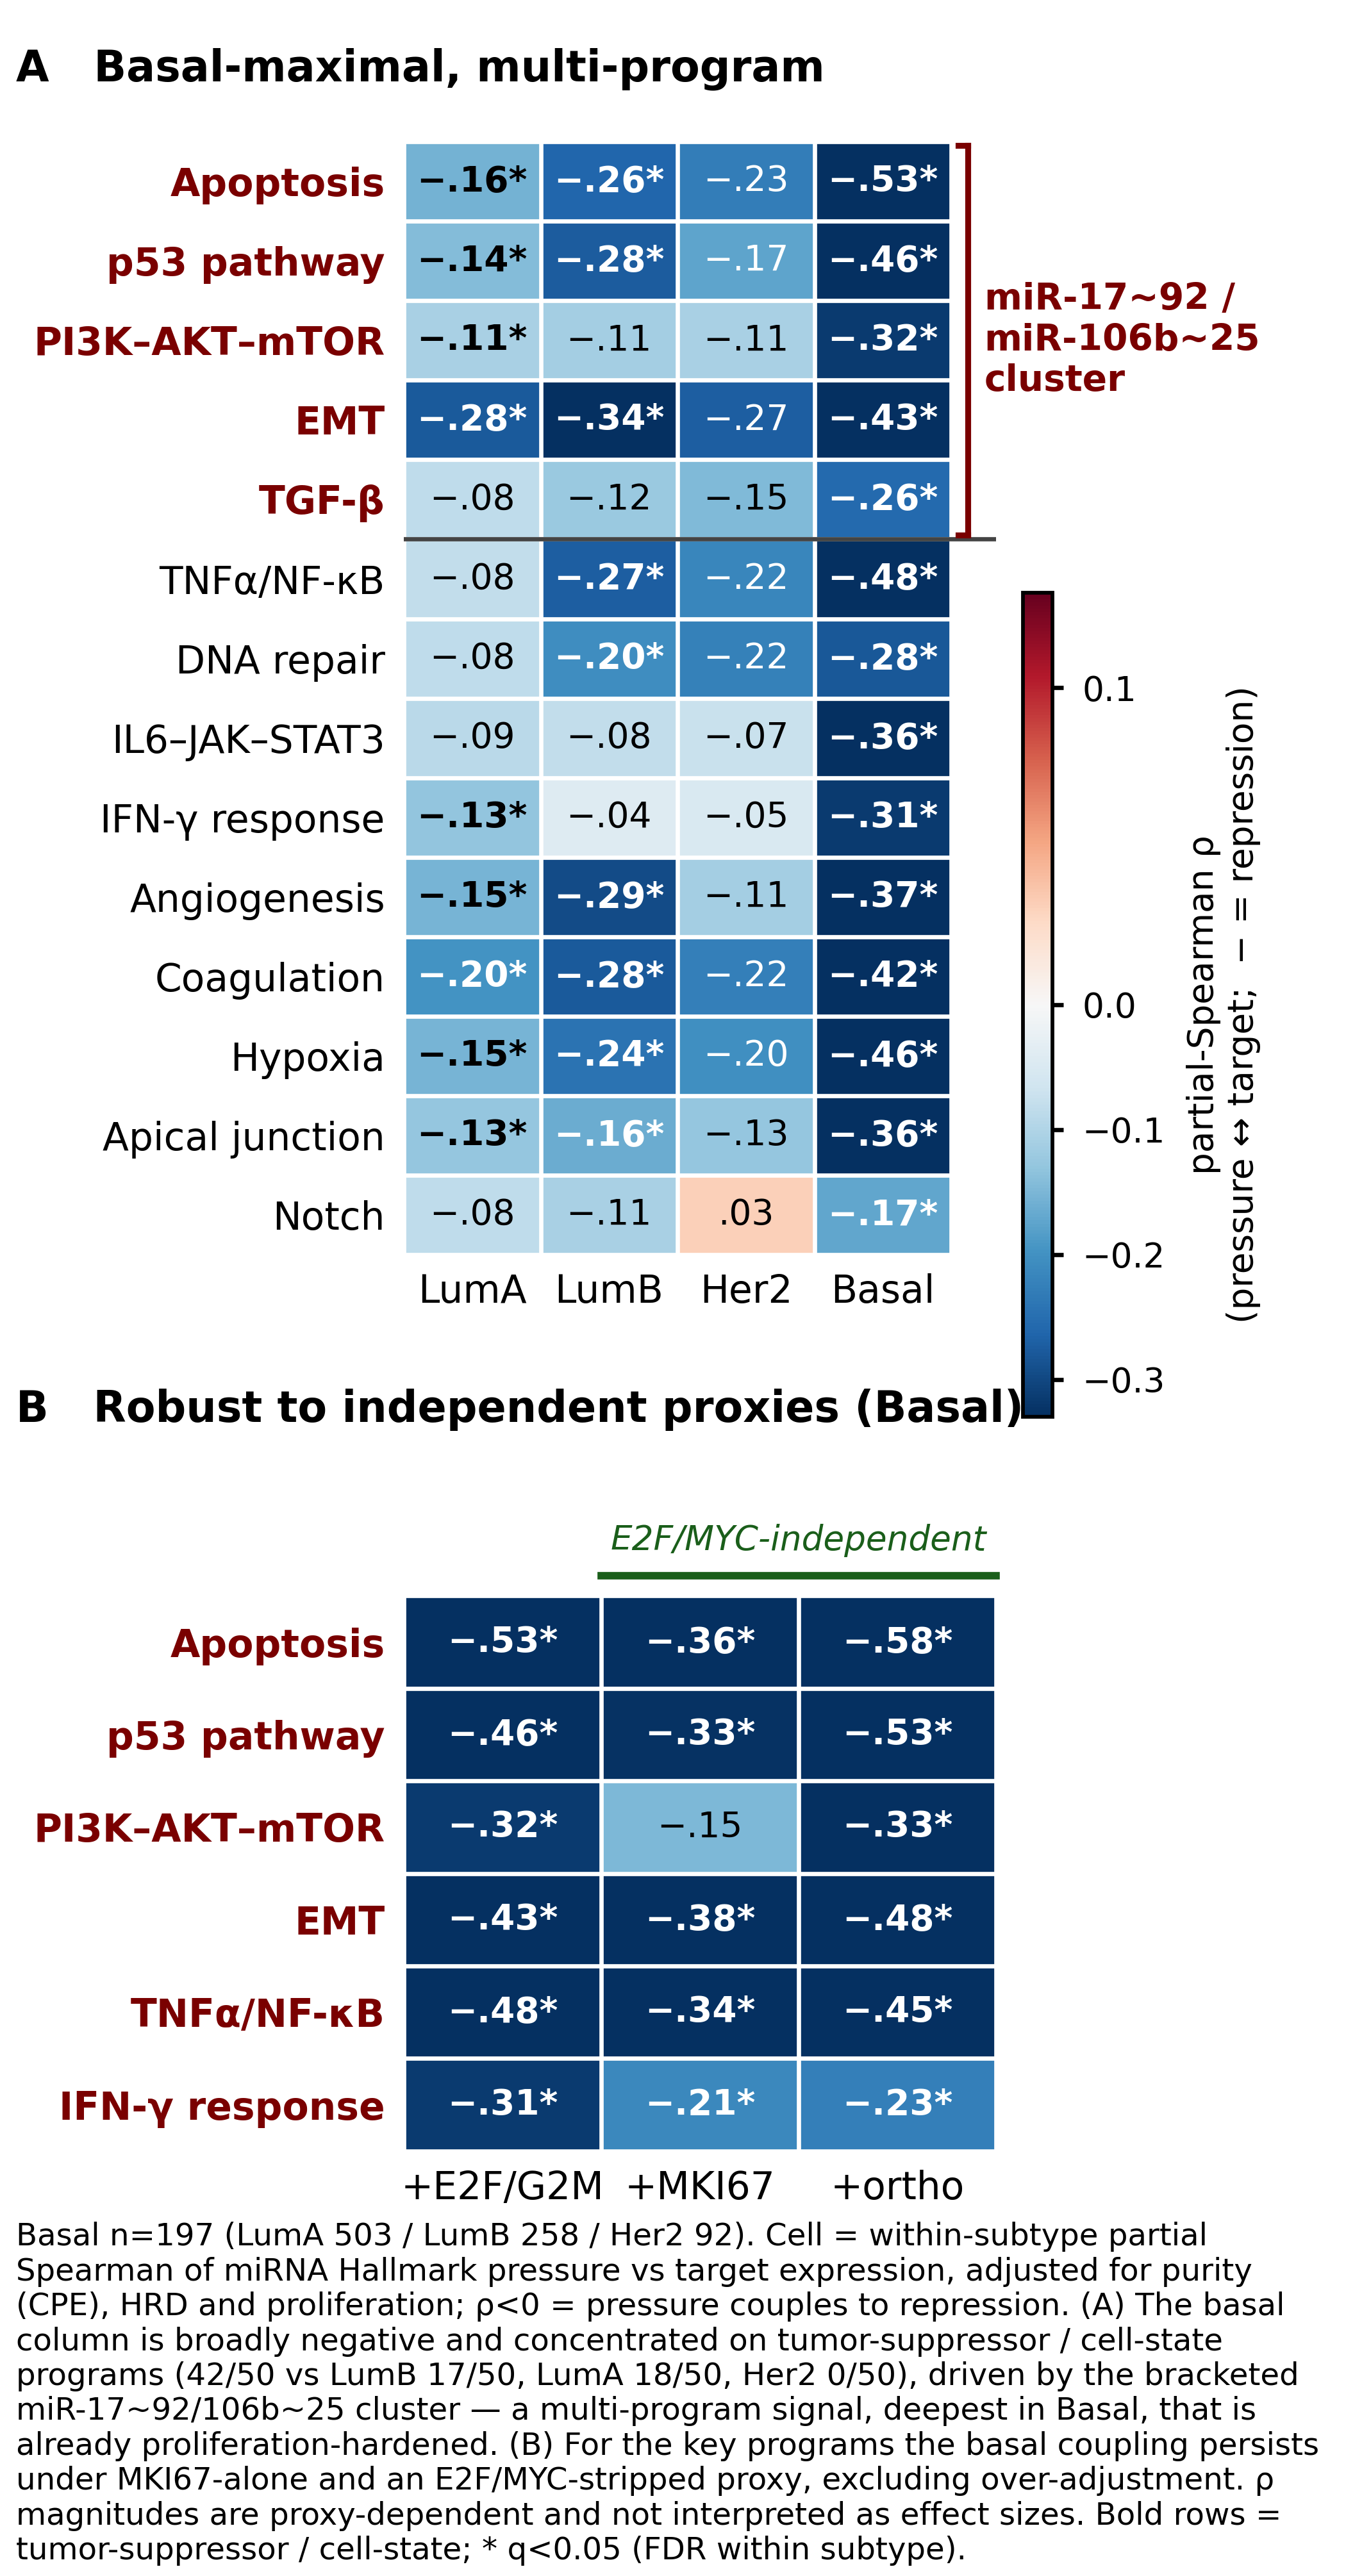 A Basal-maximal, multi-program
Apoptosis −.16* −.26* −.23 −.53*
p53 pathway −.14* −.28* −.17 −.46*
PI3K–AKT–mTOR −.11* −.11 −.11 −.32*
EMT −.28* −.34* −.27 −.43*
TGF-β −.08 −.12 −.15 −.26*
miR-17~92 /
miR-106b~25
cluster
TNFα/NF-κB −.08 −.27* −.22 −.48*
DNA repair −.08 −.20* −.22 −.28*
IL6–JAK–STAT3 −.09 −.08 −.07 −.36*
IFN-γ response −.13* −.04 −.05 −.31*
Angiogenesis −.15* −.29* −.11 −.37*
Coagulation −.20* −.28* −.22 −.42*
Hypoxia −.15* −.24* −.20 −.46*
Apical junction −.13* −.16* −.13 −.36*
Notch −.08 −.11 .03 −.17*
LumA LumB Her2 Basal
0.1
0.0
−0.1
−0.2
−0.3
partial-Spearman ρ
(pressure ↔ target; − = repression)
B Robust to independent proxies (Basal)
E2F/MYC-independent
Apoptosis −.53* −.36* −.58*
p53 pathway −.46* −.33* −.53*
PI3K–AKT–mTOR −.32* −.15 −.33*
EMT −.43* −.38* −.48*
TNFα/NF-κB −.48* −.34* −.45*
IFN-γ response −.31* −.21* −.23*
+E2F/G2M +MKI67 +ortho
Basal n=197 (LumA 503 / LumB 258 / Her2 92). Cell = within-subtype partial
Spearman of miRNA Hallmark pressure vs target expression, adjusted for purity
(CPE), HRD and proliferation; ρ<0 = pressure couples to repression. (A) The basal
column is broadly negative and concentrated on tumor-suppressor / cell-state
programs (42/50 vs LumB 17/50, LumA 18/50, Her2 0/50), driven by the bracketed
miR-17~92/106b~25 cluster — a multi-program signal, deepest in Basal, that is
already proliferation-hardened. (B) For the key programs the basal coupling persists
under MKI67-alone and an E2F/MYC-stripped proxy, excluding over-adjustment. ρ
magnitudes are proxy-dependent and not interpreted as effect sizes. Bold rows =
tumor-suppressor / cell-state; * q<0.05 (FDR within subtype).